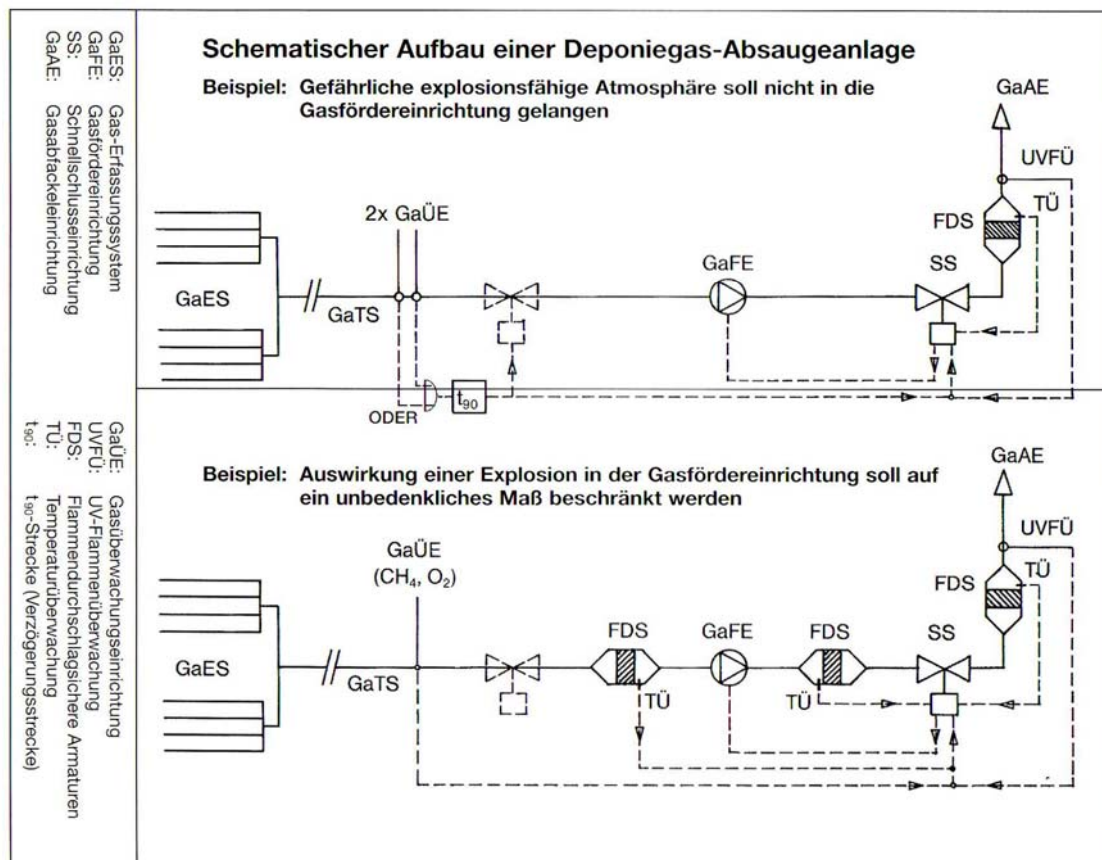 GaES: Gas-Erfassungssystem
GaFE: Gasfördereinrichtung
SS: Schnellschlusseinrichtung
GaAE: Gasabfackeleinrichtung
GaÜE: Gasüberwachungseinrichtung
UVFÜ: UV-Flammenüberwachung
FDS: Flammendurchschlagsichere Armaturen
TÜ: Temperaturüberwachung
t90: t90-Strecke (Verzögerungsstrecke)
Schematischer Aufbau einer Deponiegas-Absaugeanlage
Beispiel: Gefährliche explosionsfähige Atmosphäre soll nicht in die
Gasfördereinrichtung gelangen
GaAE
UVFÜ
TÜ
FDS
2x GaÜE
GaFE
SS
GaES
GaTS
ODER
t90
Beispiel: Auswirkung einer Explosion in der Gasfördereinrichtung soll auf
ein unbedenkliches Maß beschränkt werden
GaAE
UVFÜ
GaÜE
(CH4, O2)
TÜ
FDS
FDS
GaFE
FDS
SS
GaES
GaTS
TÜ
TÜ